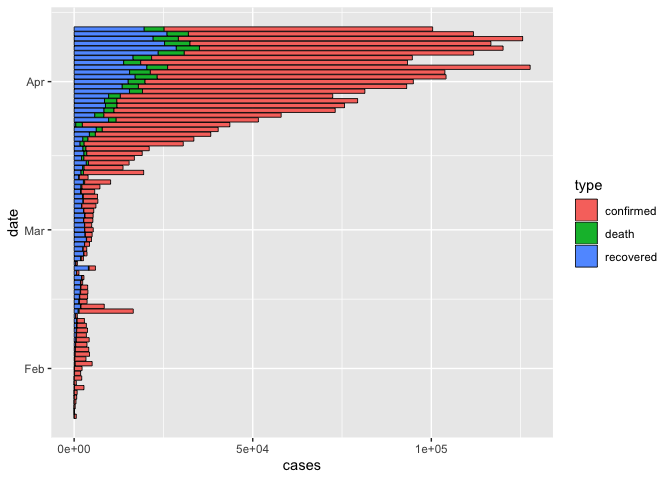 Apr
Mar
Feb
date
0e+00
5e+04
1e+05
cases
type
confirmed
death
recovered